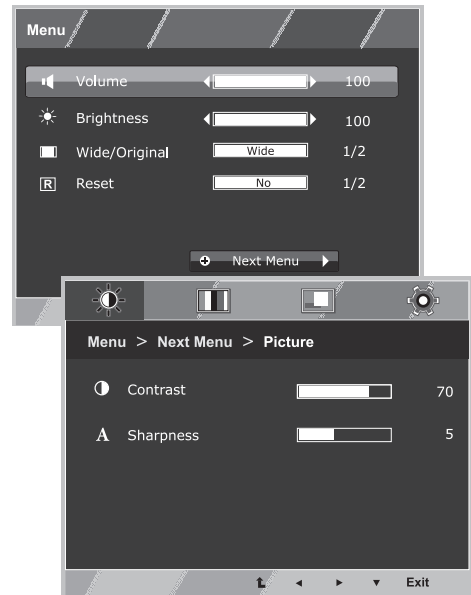 Menu
Volume 100
Brightness 100
Wide/Original Wide 1/2
R Reset No 1/2
Next Menu
Menu > Next Menu > Picture
Contrast 70
A Sharpness 5
Exit